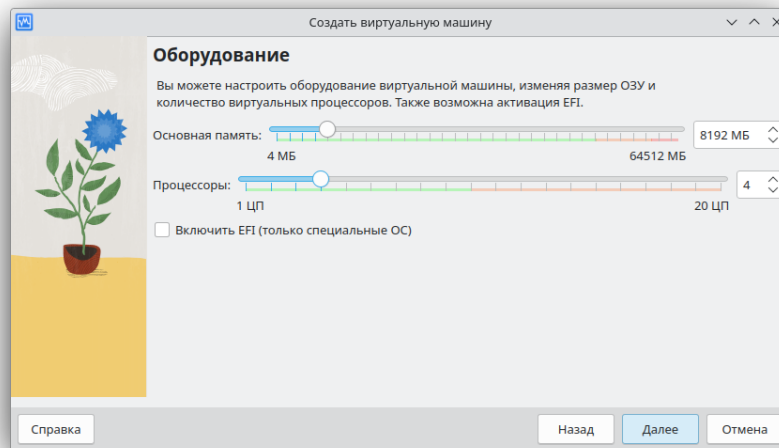 Создать виртуальную машину
Оборудование
Вы можете настроить оборудование виртуальной машины, изменяя размер ОЗУ и
количество виртуальных процессоров. Также возможна активация EFI.
Основная память: 8192 МБ
4 МБ 64512 МБ
Процессоры: 4
1 ЦП 20 ЦП
Включить EFI (только специальные ОС)
Справка Назад Далее Отмена